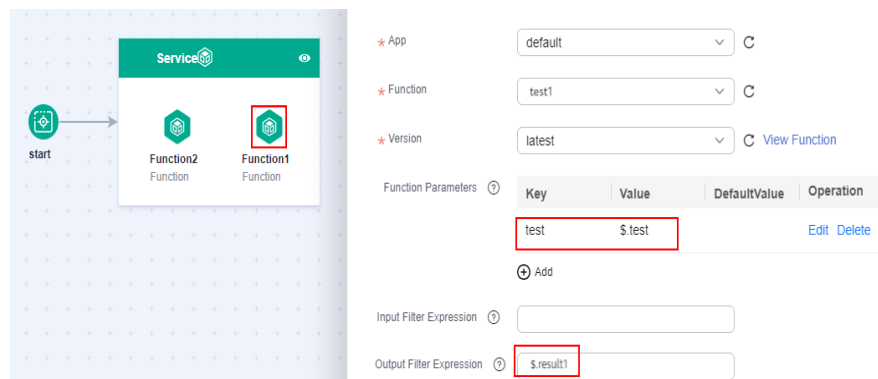 Service
start
Function2
Function
Function1
Function
* App
default
* Function
test1
* Version
latest
View Function
Function Parameters ?
Key Value DefaultValue Operation
test $.test Edit Delete
Add
Input Filter Expression ?
Output Filter Expression ?
$.result1